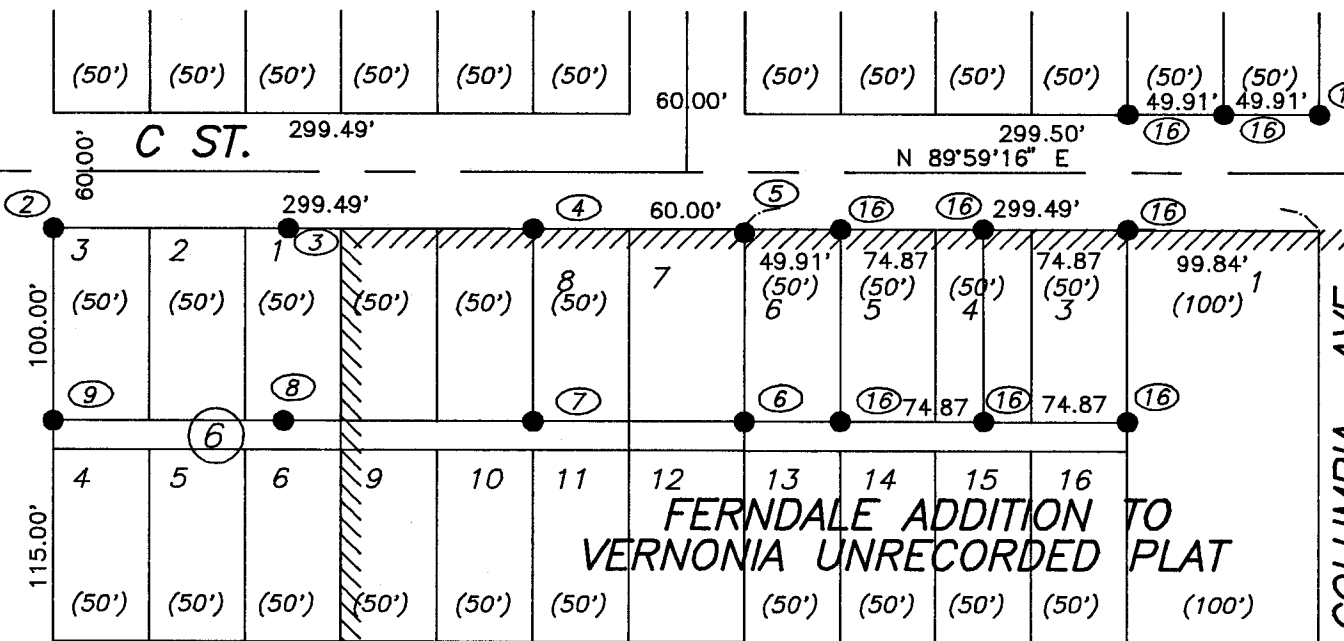 (50') (50') (50') (50') (50') (50') (50') (50') (50') (50') (50') (50')
60.00' 49.91' 49.91'
C ST. 299.49' 299.50' 16 16
60.00' N 89°59'16" E
2 299.49' 4 60.00' 5 16 16 299.49' 16
3 2 1 3 8 7 49.91' 74.87 74.87 99.84' 1
(50') (50') (50') (50') (50') (50') (50') (50') (50') (50') (100')
6 5 4 3
100.00'
9 8 7 6 16 74.87 16 74.87 16
6
4 5 6 9 10 11 12 13 14 15 16
FERNDALE ADDITION TO
VERNONIA UNRECORDED PLAT
115.00'
(50') (50') (50') (50') (50') (50') (50') (50') (50') (50') (100')
COLUMBIA AVE